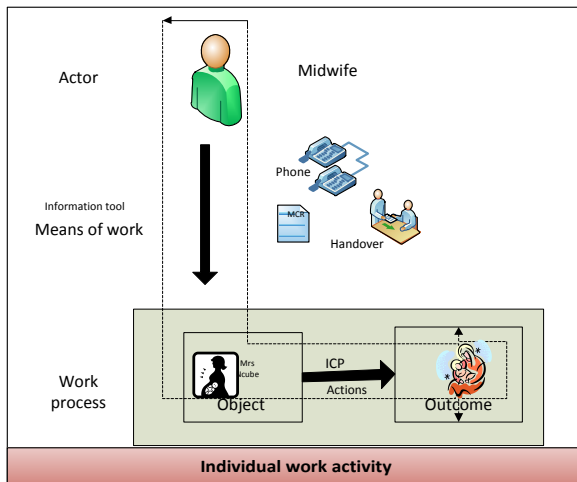 Actor
Midwife
Phone
Information tool
Means of work
MCR
Handover
Mrs
Ncube
ICP
Work
process
Actions
Object
Outcome
Individual work activity